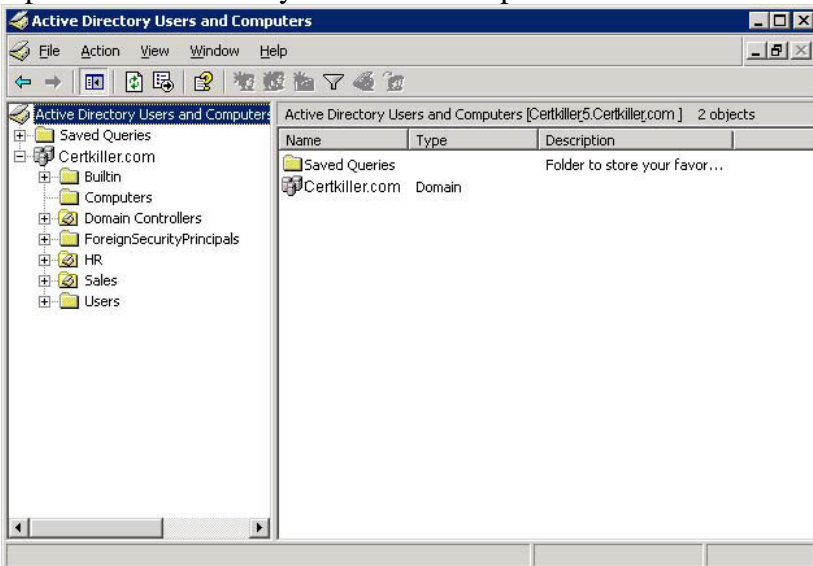 Active Directory Users and Computers
File Action View Window Help
Active Directory Users and Computers
Saved Queries
Certkiller.com
Builtin
Computers
Domain Controllers
ForeignSecurityPrincipals
HR
Sales
Users
Active Directory Users and Computers [Certkiller5.Certkiller.com ] 2 objects
Name Type Description
Saved Queries Folder to store your favor...
Certkiller.com Domain